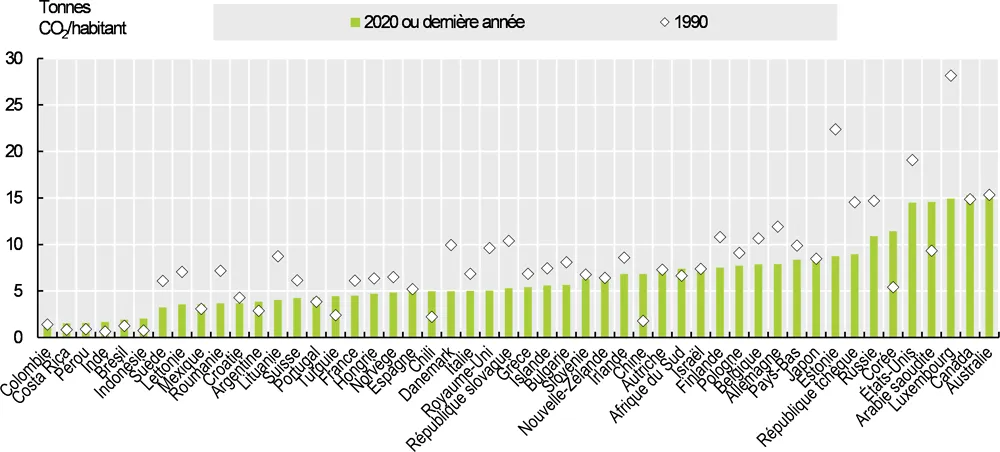 Tonnes
CO₂/habitant
2020 ou dernière année
1990
30
25
20
15
10
5
0
Colombie
Costa Rica
Pérou
Inde
Brésil
Indonésie
Suède
Lettonie
Mexique
Roumanie
Croatie
Argentine
Lituanie
Suisse
Portugal
Turquie
France
Hongrie
Norvège
Espagne
Chili
Danemark
Italie
Royaume-Uni
République slovaque
Grèce
Islande
Bulgarie
Slovénie
Nouvelle-Zélande
Irlande
Chine
Autriche
Afrique du Sud
Israël
Finlande
Pologne
Belgique
Allemagne
Pays-Bas
Japon
Estonie
République tchèque
Russie
Corée
États-Unis
Arabie saoudite
Luxembourg
Canada
Australie